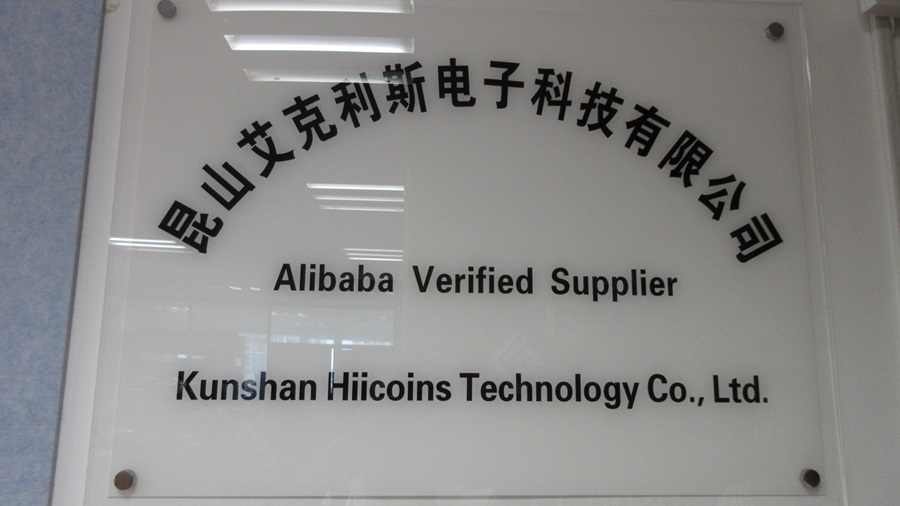 昆山艾克利斯电子科技有限公司
Alibaba Verified Supplier
Kunshan Hiicoins Technology Co., Ltd.